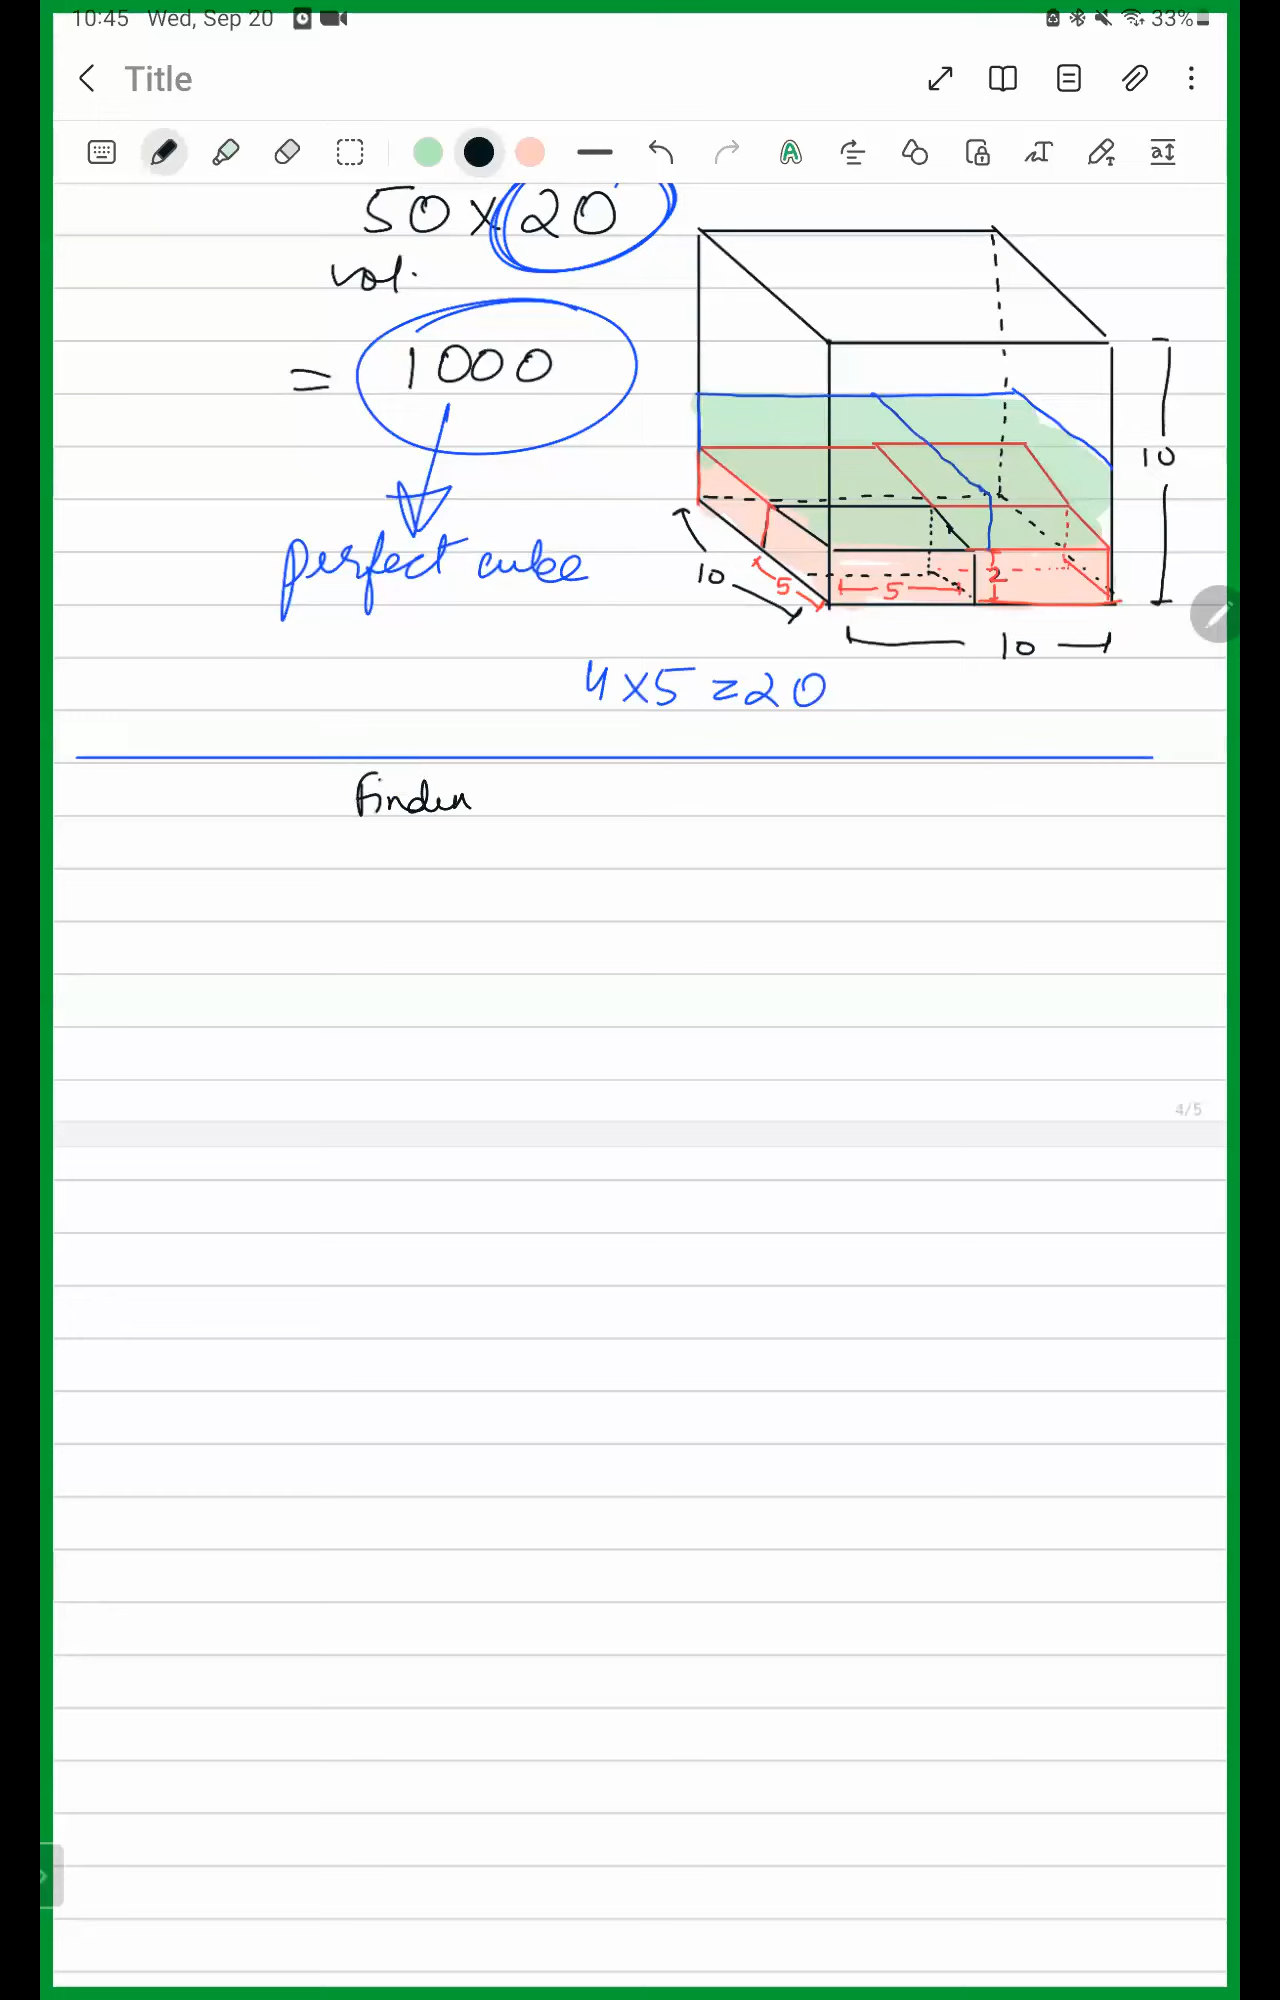 10:45 Wed, Sep 20 33%
Title
50 x 20
vol.
= 1000
perfect cube
10
10
5
5
2
10
4 x 5 = 20
Findin
4/5